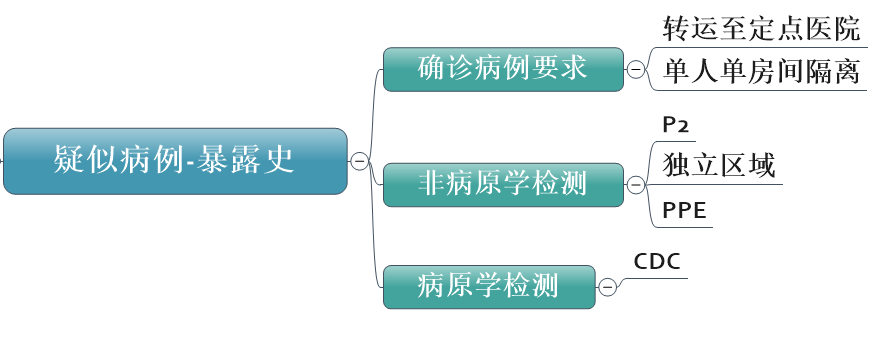 疑似病例-暴露史
确诊病例要求
转运至定点医院
单人单房间隔离
非病原学检测
P2
独立区域
PPE
病原学检测
CDC